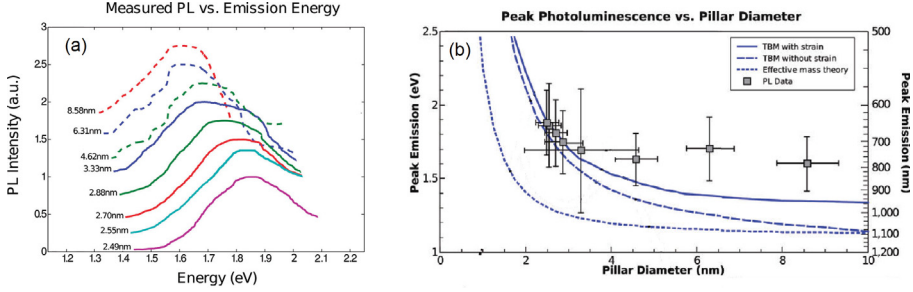 Measured PL vs. Emission Energy
(a)
PL Intensity (a.u.)
3
2.5
2
1.5
1
0.5
0
8.58nm
6.31nm
4.62nm
3.33nm
2.88nm
2.70nm
2.55nm
2.49nm
1.2 1.3 1.4 1.5 1.6 1.7 1.8 1.9 2 2.1 2.2
Energy (eV)
Peak Photoluminescence vs. Pillar Diameter
(b)
Peak Emission (eV)
2.5
2
1.5
1
TBM with strain
TBM without strain
Effective mass theory
PL Data
500
600
700
800
900
1,000
1,100
1,200
Peak Emission (nm)
0 2 4 6 8 10
Pillar Diameter (nm)